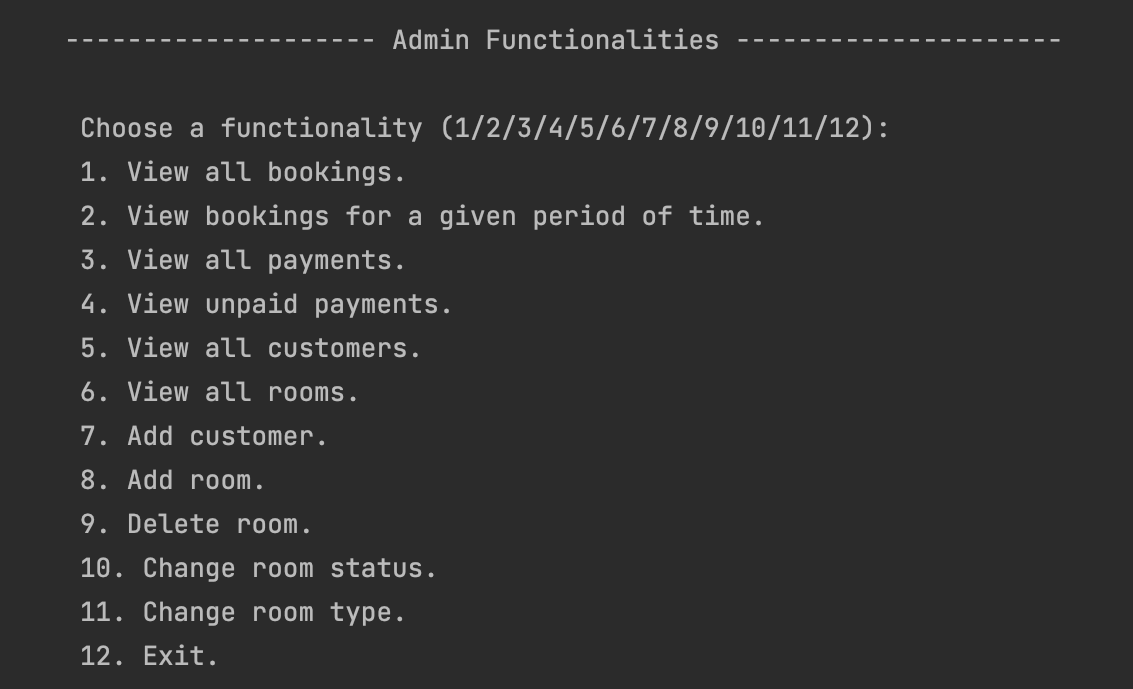 -------------------- Admin Functionalities ---------------------
Choose a functionality (1/2/3/4/5/6/7/8/9/10/11/12):
1. View all bookings.
2. View bookings for a given period of time.
3. View all payments.
4. View unpaid payments.
5. View all customers.
6. View all rooms.
7. Add customer.
8. Add room.
9. Delete room.
10. Change room status.
11. Change room type.
12. Exit.